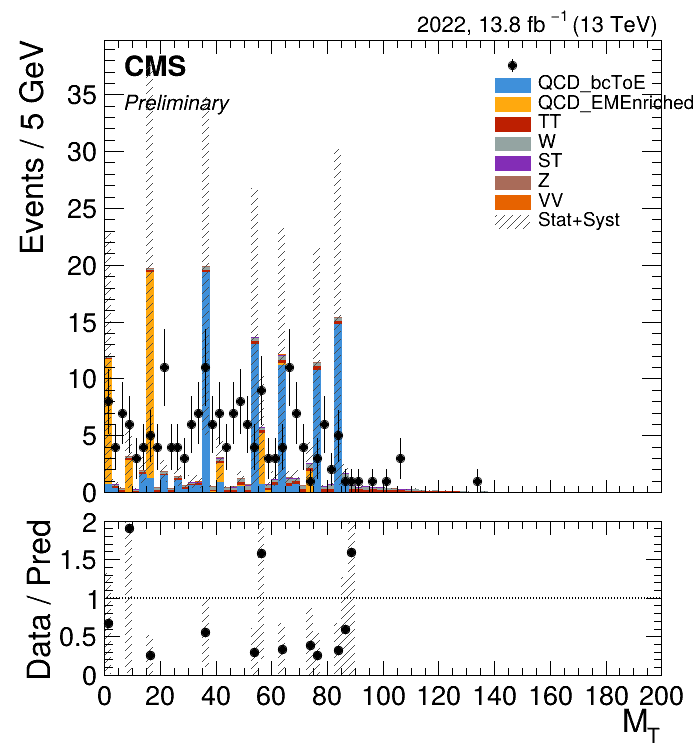 2022, 13.8 fb⁻¹ (13 TeV)
CMS
Preliminary
QCD_bcToE
QCD_EMEnriched
TT
W
ST
Z
VV
Stat+Syst
Events / 5 GeV
35
30
25
20
15
10
5
0
Data / Pred
2
1.5
1
0.5
0
0 20 40 60 80 100 120 140 160 180 200
M_T